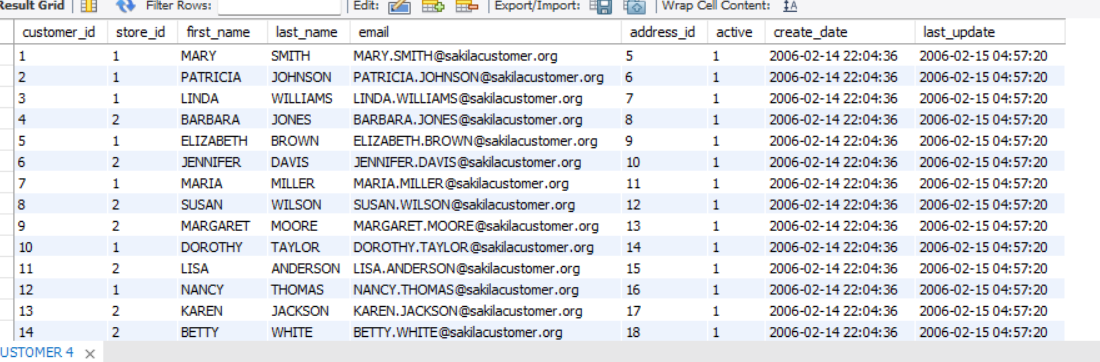 Result Grid Filter Rows: Edit: Export/Import: Wrap Cell Content: IA
customer_id store_id first_name last_name email address_id active create_date last_update
1 1 MARY SMITH MARY.SMITH@sakilacustomer.org 5 1 2006-02-14 22:04:36 2006-02-15 04:57:20
2 1 PATRICIA JOHNSON PATRICIA.JOHNSON@sakilacustomer.org 6 1 2006-02-14 22:04:36 2006-02-15 04:57:20
3 1 LINDA WILLIAMS LINDA.WILLIAMS@sakilacustomer.org 7 1 2006-02-14 22:04:36 2006-02-15 04:57:20
4 2 BARBARA JONES BARBARA.JONES@sakilacustomer.org 8 1 2006-02-14 22:04:36 2006-02-15 04:57:20
5 1 ELIZABETH BROWN ELIZABETH.BROWN@sakilacustomer.org 9 1 2006-02-14 22:04:36 2006-02-15 04:57:20
6 2 JENNIFER DAVIS JENNIFER.DAVIS@sakilacustomer.org 10 1 2006-02-14 22:04:36 2006-02-15 04:57:20
7 1 MARIA MILLER MARIA.MILLER@sakilacustomer.org 11 1 2006-02-14 22:04:36 2006-02-15 04:57:20
8 2 SUSAN WILSON SUSAN.WILSON@sakilacustomer.org 12 1 2006-02-14 22:04:36 2006-02-15 04:57:20
9 2 MARGARET MOORE MARGARET.MOORE@sakilacustomer.org 13 1 2006-02-14 22:04:36 2006-02-15 04:57:20
10 1 DOROTHY TAYLOR DOROTHY.TAYLOR@sakilacustomer.org 14 1 2006-02-14 22:04:36 2006-02-15 04:57:20
11 2 LISA ANDERSON LISA.ANDERSON@sakilacustomer.org 15 1 2006-02-14 22:04:36 2006-02-15 04:57:20
12 1 NANCY THOMAS NANCY.THOMAS@sakilacustomer.org 16 1 2006-02-14 22:04:36 2006-02-15 04:57:20
13 2 KAREN JACKSON KAREN.JACKSON@sakilacustomer.org 17 1 2006-02-14 22:04:36 2006-02-15 04:57:20
14 2 BETTY WHITE BETTY.WHITE@sakilacustomer.org 18 1 2006-02-14 22:04:36 2006-02-15 04:57:20
USTOMER 4